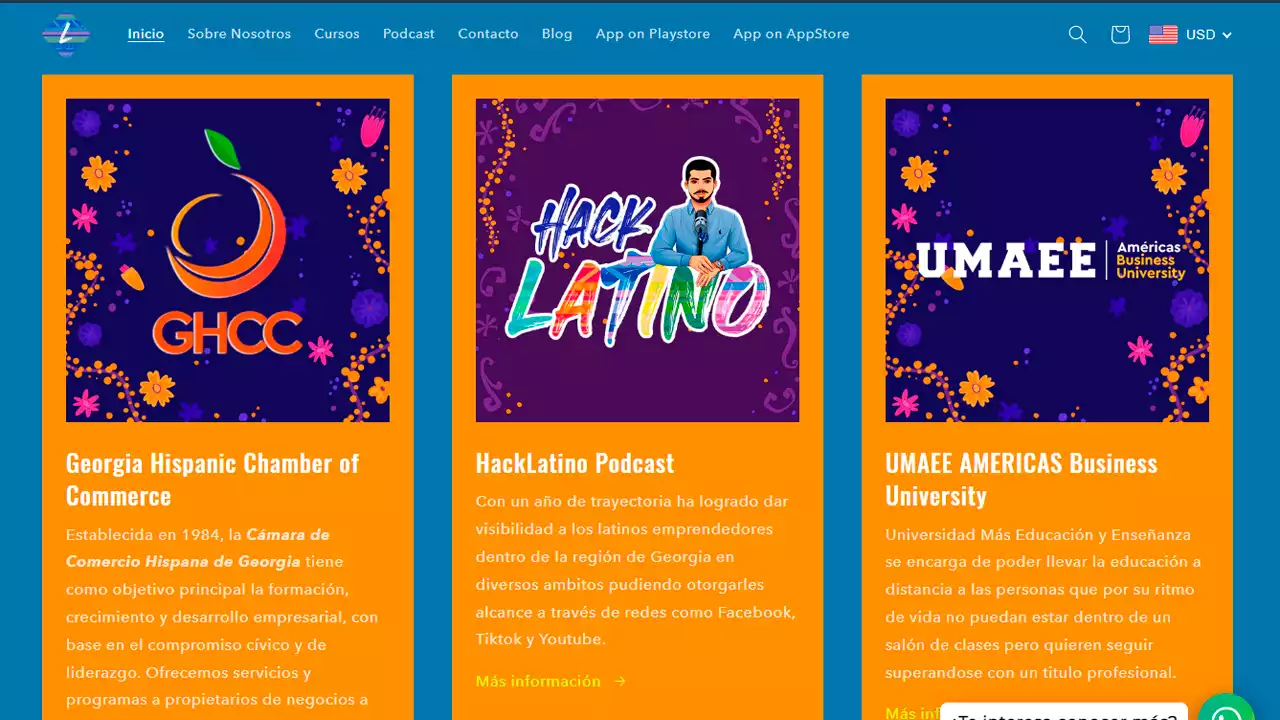 L
Inicio Sobre Nosotros Cursos Podcast Contacto Blog App on Playstore App on AppStore USD
GHCC
Georgia Hispanic Chamber of
Commerce
Establecida en 1984, la Cámara de
Comercio Hispana de Georgia tiene
como objetivo principal la formación,
crecimiento y desarrollo empresarial, con
base en el compromiso cívico y de
liderazgo. Ofrecemos servicios y
programas a propietarios de negocios a
HACK
LATINO
HackLatino Podcast
Con un año de trayectoria ha logrado dar
visibilidad a los latinos emprendedores
dentro de la región de Georgia en
diversos ambitos pudiendo otorgarles
alcance a través de redes como Facebook,
Tiktok y Youtube.
Más información →
UMAEE
Américas
Business
University
UMAEE AMERICAS Business
University
Universidad Más Educación y Enseñanza
se encarga de poder llevar la educación a
distancia a las personas que por su ritmo
de vida no puedan estar dentro de un
salón de clases pero quieren seguir
superandose con un titulo profesional.
Más inf
¿Te interesa conocer más?